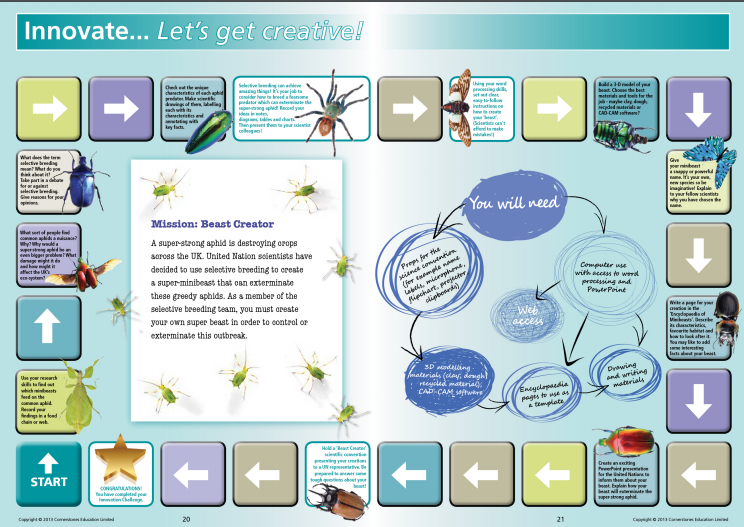 Innovate... Let's get creative!
Check out the unique
characteristics of each aphid
predator. Make scientific
drawings of them, labelling
each with its
characteristics and
annotating with
key facts.
Selective breeding can achieve
amazing things! It's your job to
consider how to breed a fearsome
predator which can exterminate the
super-strong aphid! Record your
ideas in notes,
diagrams, tables and charts.
Then present them to your scientist
colleagues!
Using your word
processing skills,
set out clear,
easy-to-follow
instructions
on how to create
your 'beast'.
(Scientists can't
afford to make
mistakes!)
Build a 3-D model of your
beast. Choose the best
materials and tools for the
job - maybe clay, dough,
recycled materials or
CAD-CAM software?
What does the term
selective breeding
mean? What do you
think about it?
Take part in a debate
for or against
selective breeding.
Give reasons for your
opinions.
Give
your minibeast
a snappy or powerful
name. It's your own,
new species so be
imaginative! Explain
to your fellow scientists
why you have chosen the
name.
What sort of people find
common aphids a nuisance?
Why? Why would a
super-strong aphid be an
even bigger problem? What
damage might it do
and how might it
affect the UK's
eco-system?
Mission: Beast Creator
A super-strong aphid is destroying crops
across the UK. United Nation scientists have
decided to use selective breeding to create
a super-minibeast that can exterminate
these greedy aphids. As a member of the
selective breeding team, you must create
your own super beast in order to control or
exterminate this outbreak.
You will need
Props for the
science convention
(for example name
labels, microphone,
flipchart, projector,
clipboards)
Computer use
with access to word
processing and
PowerPoint
Web
access
3D modelling
materials (clay, dough,
recycled material),
CAD-CAM software
Encyclopaedia
pages to use as
a template
Drawing
and writing
materials
Write a page for your
creation in the
'Encyclopaedia of
Minibeasts'. Describe
its characteristics,
favourite habitat and
how to look after it.
You may like to add
some interesting
facts about your beast.
Use your research
skills to find out
which minibeasts
feed on the
common aphid.
Record your
findings in a food
chain or web.
START
CONGRATULATIONS!
You have completed your
Innovation Challenge.
Hold a 'Beast Creator'
scientific convention
presenting your creations
to a UN representative. Be
prepared to answer some
tough questions about your
beast!
Create an exciting
PowerPoint presentation
for the United Nations to
inform them about your
beast. Explain how your
beast will exterminate the
super-strong aphid.
Copyright © 2013 Cornerstones Education Limited
20
21
Copyright © 2013 Cornerstones Education Limited